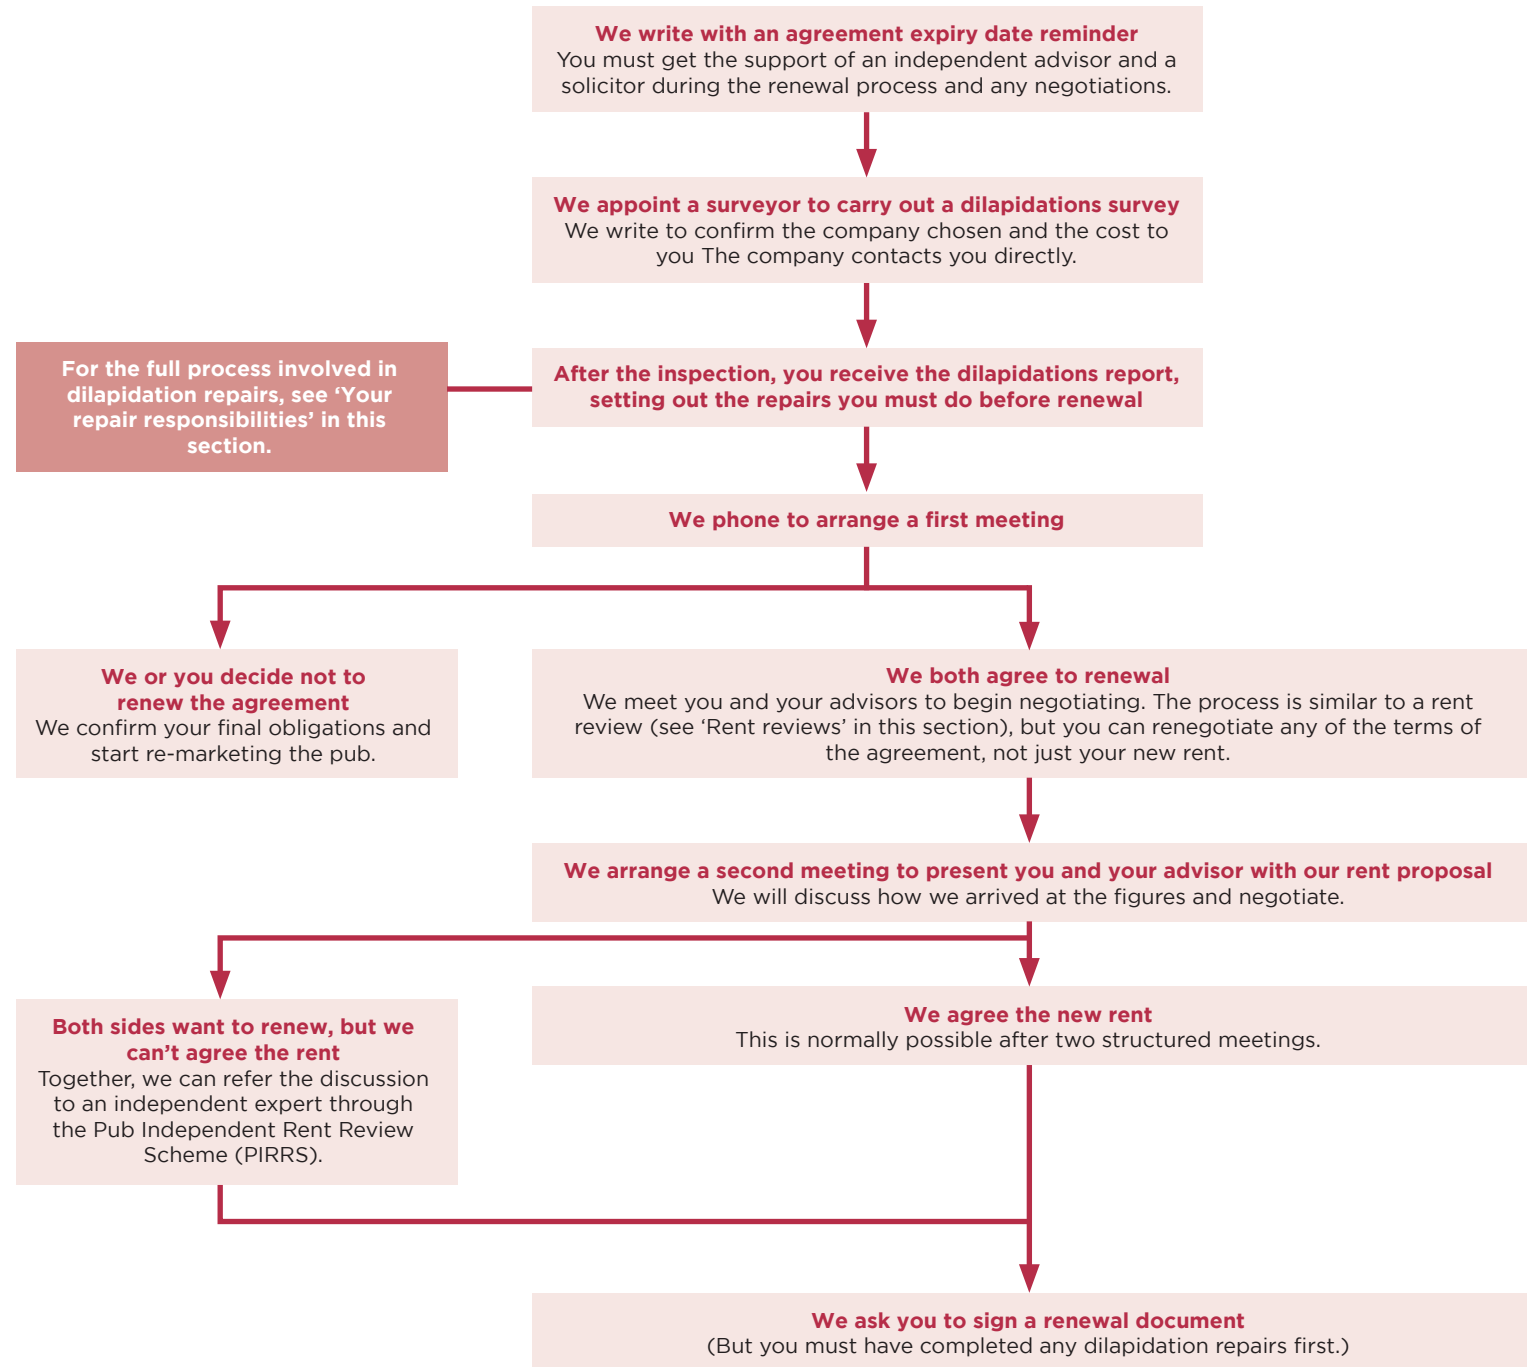 We write with an agreement expiry date reminder
You must get the support of an independent advisor and a
solicitor during the renewal process and any negotiations.
We appoint a surveyor to carry out a dilapidations survey
We write to confirm the company chosen and the cost to
you The company contacts you directly.
For the full process involved in
dilapidation repairs, see ‘Your
repair responsibilities’ in this
section.
After the inspection, you receive the dilapidations report,
setting out the repairs you must do before renewal
We phone to arrange a first meeting
We or you decide not to
renew the agreement
We confirm your final obligations and
start re-marketing the pub.
We both agree to renewal
We meet you and your advisors to begin negotiating. The process is similar to a rent
review (see ‘Rent reviews’ in this section), but you can renegotiate any of the terms of
the agreement, not just your new rent.
We arrange a second meeting to present you and your advisor with our rent proposal
We will discuss how we arrived at the figures and negotiate.
Both sides want to renew, but we
can’t agree the rent
Together, we can refer the discussion
to an independent expert through
the Pub Independent Rent Review
Scheme (PIRRS).
We agree the new rent
This is normally possible after two structured meetings.
We ask you to sign a renewal document
(But you must have completed any dilapidation repairs first.)